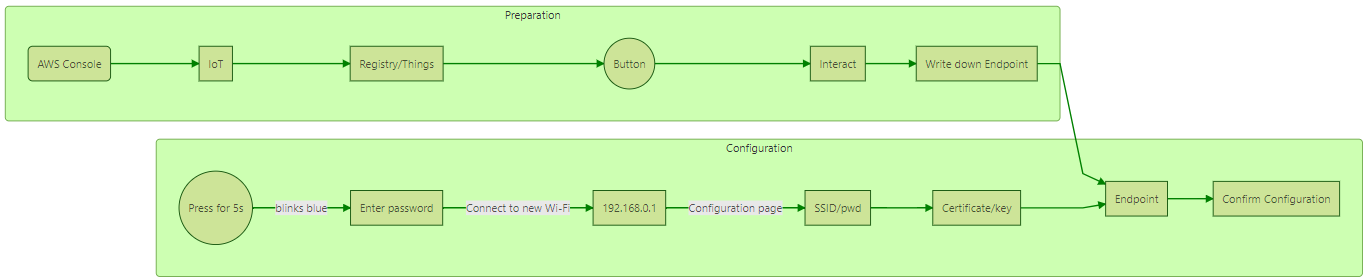 Preparation
AWS Console
IoT
Registry/Things
Button
Interact
Write down Endpoint
Configuration
Press for 5s
blinks blue
Enter password
Connect to new Wi-Fi
192.168.0.1
Configuration page
SSID/pwd
Certificate/key
Endpoint
Confirm Configuration